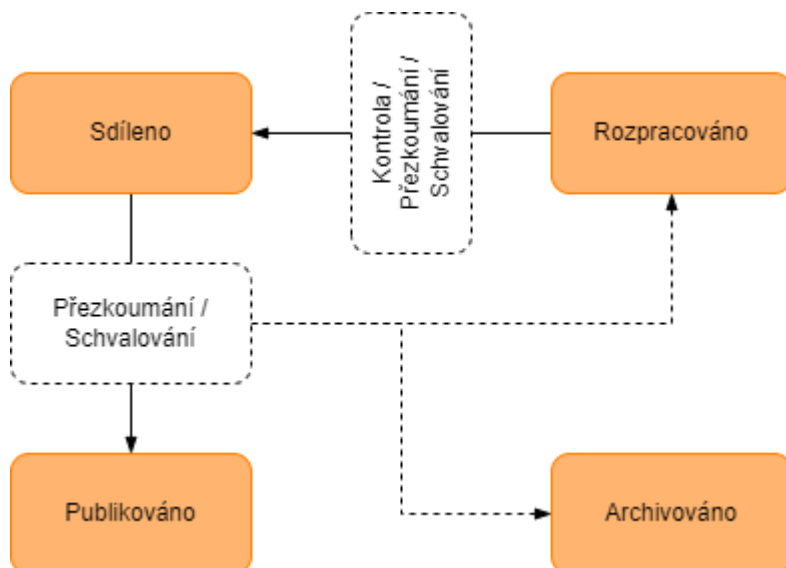 Sdíleno
Kontrola /
Přezkoumání /
Schvalování
Rozpracováno
Přezkoumání /
Schvalování
Publikováno
Archivováno